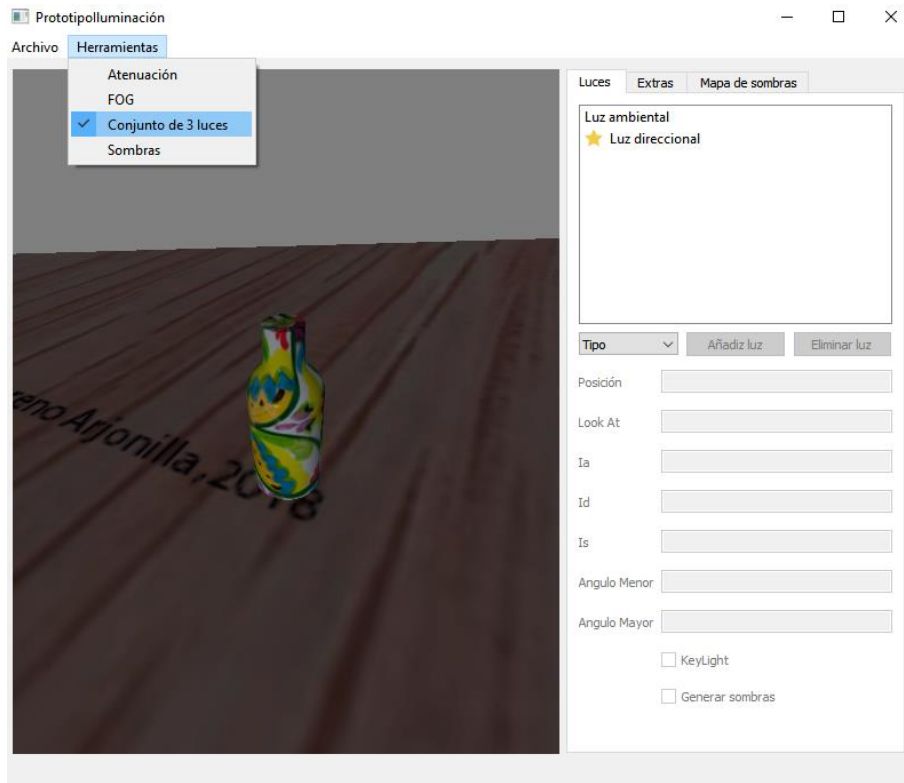 PrototipoIluminación
Archivo Herramientas
Atenuación
FOG
Conjunto de 3 luces
Sombras
Luces Extras Mapa de sombras
Luz ambiental
Luz direccional
Tipo Añadiz luz Eliminar luz
Posición
Look At
Ia
Id
Is
Angulo Menor
Angulo Mayor
KeyLight
Generar sombras
reno Arjonilla, 2018